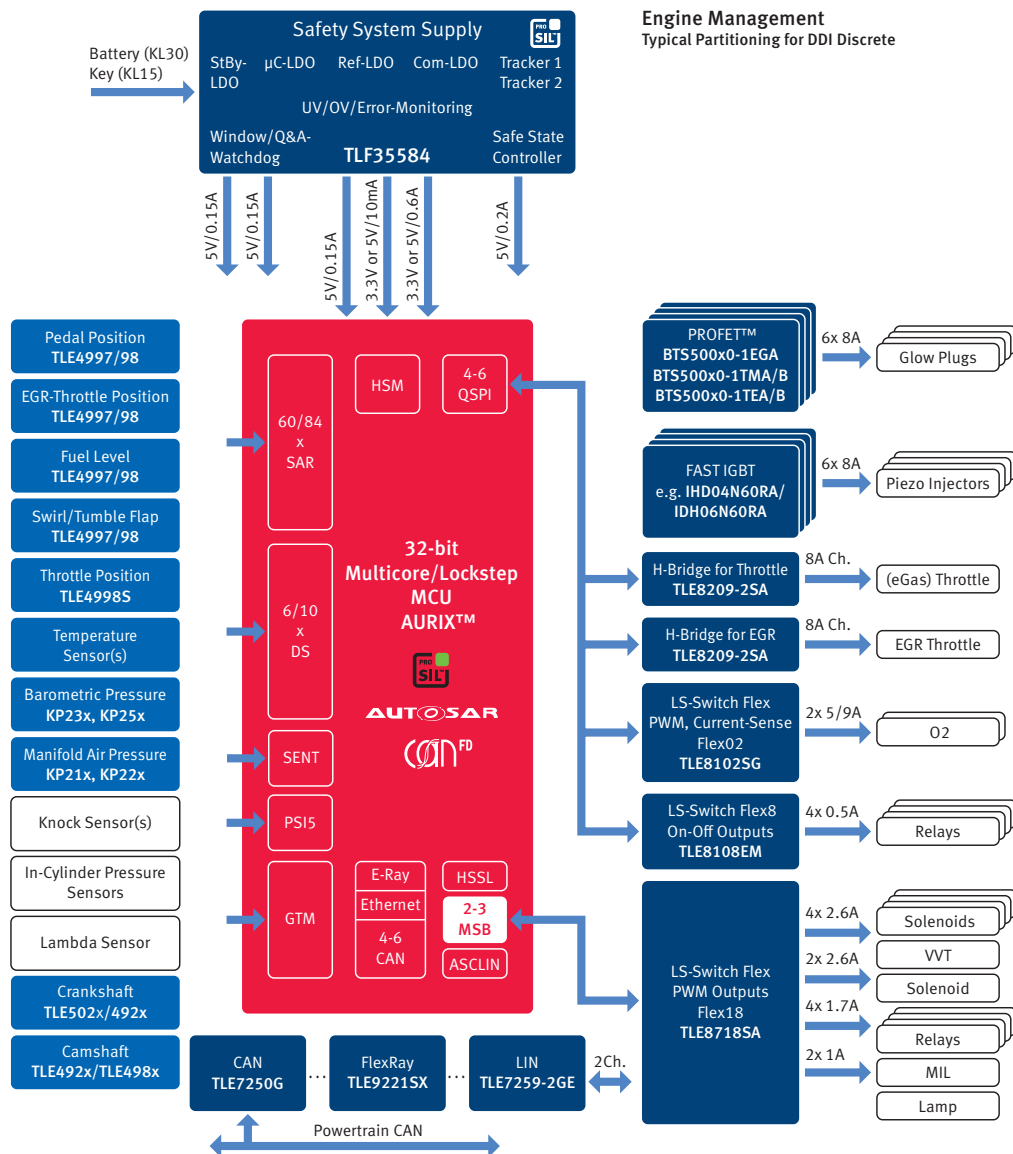 Engine Management
Typical Partitioning for DDI Discrete
Battery (KL30)
Key (KL15)
Safety System Supply
PRO
SIL™
StBy-
LDO
µC-LDO
Ref-LDO
Com-LDO
Tracker 1
Tracker 2
UV/OV/Error-Monitoring
Window/Q&A-
Watchdog
TLF35584
Safe State
Controller
5V/0.15A
5V/0.15A
5V/0.15A
3.3V or 5V/10mA
3.3V or 5V/0.6A
5V/0.2A
Pedal Position
TLE4997/98
EGR-Throttle Position
TLE4997/98
Fuel Level
TLE4997/98
Swirl/Tumble Flap
TLE4997/98
Throttle Position
TLE4998S
Temperature
Sensor(s)
Barometric Pressure
KP23x, KP25x
Manifold Air Pressure
KP21x, KP22x
Knock Sensor(s)
In-Cylinder Pressure
Sensors
Lambda Sensor
Crankshaft
TLE502x/492x
Camshaft
TLE492x/TLE498x
60/84
x
SAR
HSM
4-6
QSPI
6/10
x
DS
32-bit
Multicore/Lockstep
MCU
AURIX™
PRO
SIL™
AUTOSAR
CAN FD
SENT
PSI5
GTM
E-Ray
Ethernet
4-6
CAN
HSSL
2-3
MSB
ASCLIN
PROFET™
BTS500x0-1EGA
BTS500x0-1TMA/B
BTS500x0-1TEA/B
6x 8A
Glow Plugs
FAST IGBT
e.g. IHD04N60RA/
IDH06N60RA
6x 8A
Piezo Injectors
H-Bridge for Throttle
TLE8209-2SA
8A Ch.
(eGas) Throttle
H-Bridge for EGR
TLE8209-2SA
8A Ch.
EGR Throttle
LS-Switch Flex
PWM, Current-Sense
Flex02
TLE8102SG
2x 5/9A
O2
LS-Switch Flex8
On-Off Outputs
TLE8108EM
4x 0.5A
Relays
LS-Switch Flex
PWM Outputs
Flex18
TLE8718SA
4x 2.6A
Solenoids
VVT
2x 2.6A
Solenoid
4x 1.7A
Relays
2x 1A
MIL
Lamp
CAN
TLE7250G
...
FlexRay
TLE9221SX
...
LIN
TLE7259-2GE
2Ch.
Powertrain CAN